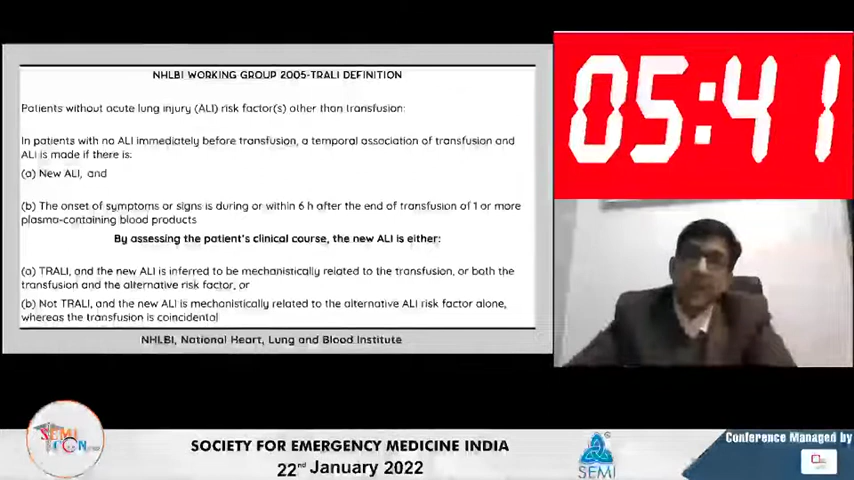 NHLBI WORKING GROUP 2005-TRALI DEFINITION
Patients without acute lung injury (ALI) risk factor(s) other than transfusion:
In patients with no ALI immediately before transfusion, a temporal association of transfusion and
ALI is made if there is:
(a) New ALI, and
(b) The onset of symptoms or signs is during or within 6 h after the end of transfusion of 1 or more
plasma-containing blood products
By assessing the patient's clinical course, the new ALI is either:
(a) TRALI, and the new ALI is inferred to be mechanistically related to the transfusion, or both the
transfusion and the alternative risk factor, or
(b) Not TRALI, and the new ALI is mechanistically related to the alternative ALI risk factor alone,
whereas the transfusion is coincidental
NHLBI, National Heart, Lung and Blood Institute
05:41
SOCIETY FOR EMERGENCY MEDICINE INDIA
22nd January 2022
SEMI
Conference Managed by